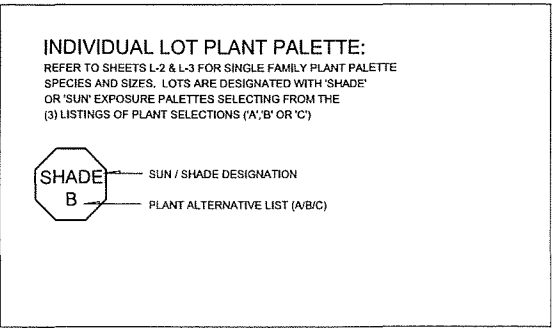 INDIVIDUAL LOT PLANT PALETTE:
REFER TO SHEETS L-2 & L-3 FOR SINGLE FAMILY PLANT PALETTE
SPECIES AND SIZES, LOTS ARE DESIGNATED WITH 'SHADE'
OR 'SUN' EXPOSURE PALETTES SELECTING FROM THE
(3) LISTINGS OF PLANT SELECTIONS ('A','B' OR 'C')
SHADE
B
SUN / SHADE DESIGNATION
PLANT ALTERNATIVE LIST (A/B/C)